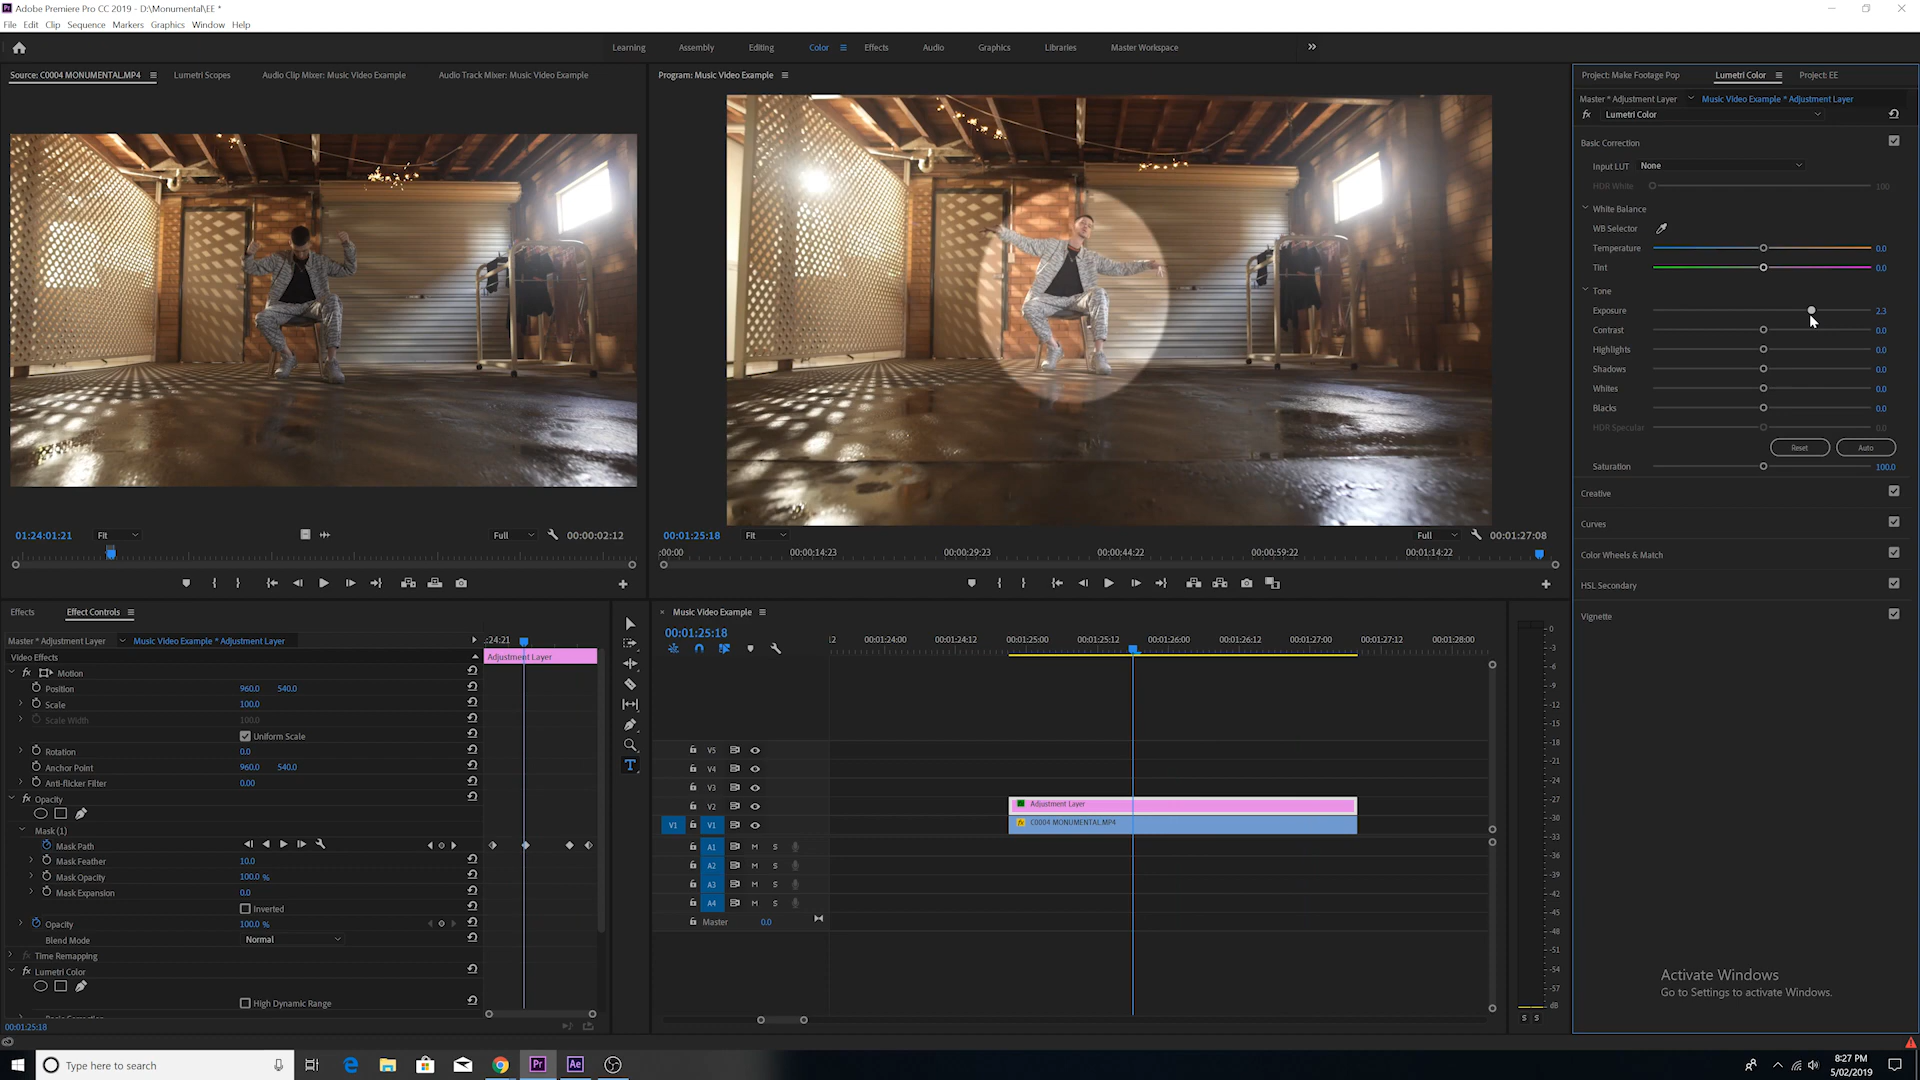 Adobe Premiere Pro CC 2019 - D:\Monumental\EE *
File Edit Clip Sequence Markers Graphics Window Help
Learning Assembly Editing Color Effects Audio Graphics Libraries Master Workspace
Source: C0004 MONUMENTAL.MP4 Lumetri Scopes Audio Clip Mixer: Music Video Example Audio Track Mixer: Music Video Example
Program: Music Video Example
Project: Make Footage Pop Lumetri Color Project: EE
Master * Adjustment Layer Music Video Example * Adjustment Layer
fx Lumetri Color
Basic Correction
Input LUT None
HDR White 100
White Balance
WB Selector
Temperature 0.0
Tint 0.0
Tone
Exposure 2.3
Contrast 0.0
Highlights 0.0
Shadows 0.0
Whites 0.0
Blacks 0.0
HDR Specular 0.0
Reset Auto
Saturation 100.0
Creative
Curves
Color Wheels & Match
HSL Secondary
Vignette
01:24:01:21 Fit Full 00:00:02:12
00:01:25:18 Fit Full 00:01:27:08
:00:00 00:00:14:23 00:00:29:23 00:00:44:22 00:00:59:22 00:01:14:22
Effects Effect Controls
Master * Adjustment Layer Music Video Example * Adjustment Layer
:24:21
Video Effects
Adjustment Layer
fx Motion
Position 960.0 540.0
Scale 100.0
Scale Width 100.0
Uniform Scale
Rotation 0.0
Anchor Point 960.0 540.0
Anti-flicker Filter 0.00
fx Opacity
Mask (1)
Mask Path
Mask Feather 10.0
Mask Opacity 100.0 %
Mask Expansion 0.0
Inverted
Opacity 100.0 %
Blend Mode Normal
fx Time Remapping
fx Lumetri Color
High Dynamic Range
00:01:25:18
Music Video Example
00:01:25:18
:12 00:01:24:00 00:01:24:12 00:01:25:00 00:01:25:12 00:01:26:00 00:01:26:12 00:01:27:00 00:01:27:12 00:01:28:00
V5
V4
V3
V2 Adjustment Layer
V1 V1 fx C0004 MONUMENTAL.MP4
A1 M S
A2 M S
A3 M S
A4 M S
Master 0.0
0
-3
-6
-9
-12
-15
-18
-21
-24
-27
-30
-33
-36
-39
-42
-45
-48
-51
-54
-57
dB
S S
Activate Windows
Go to Settings to activate Windows.
Type here to search
Pr Ae
8:27 PM
5/02/2019